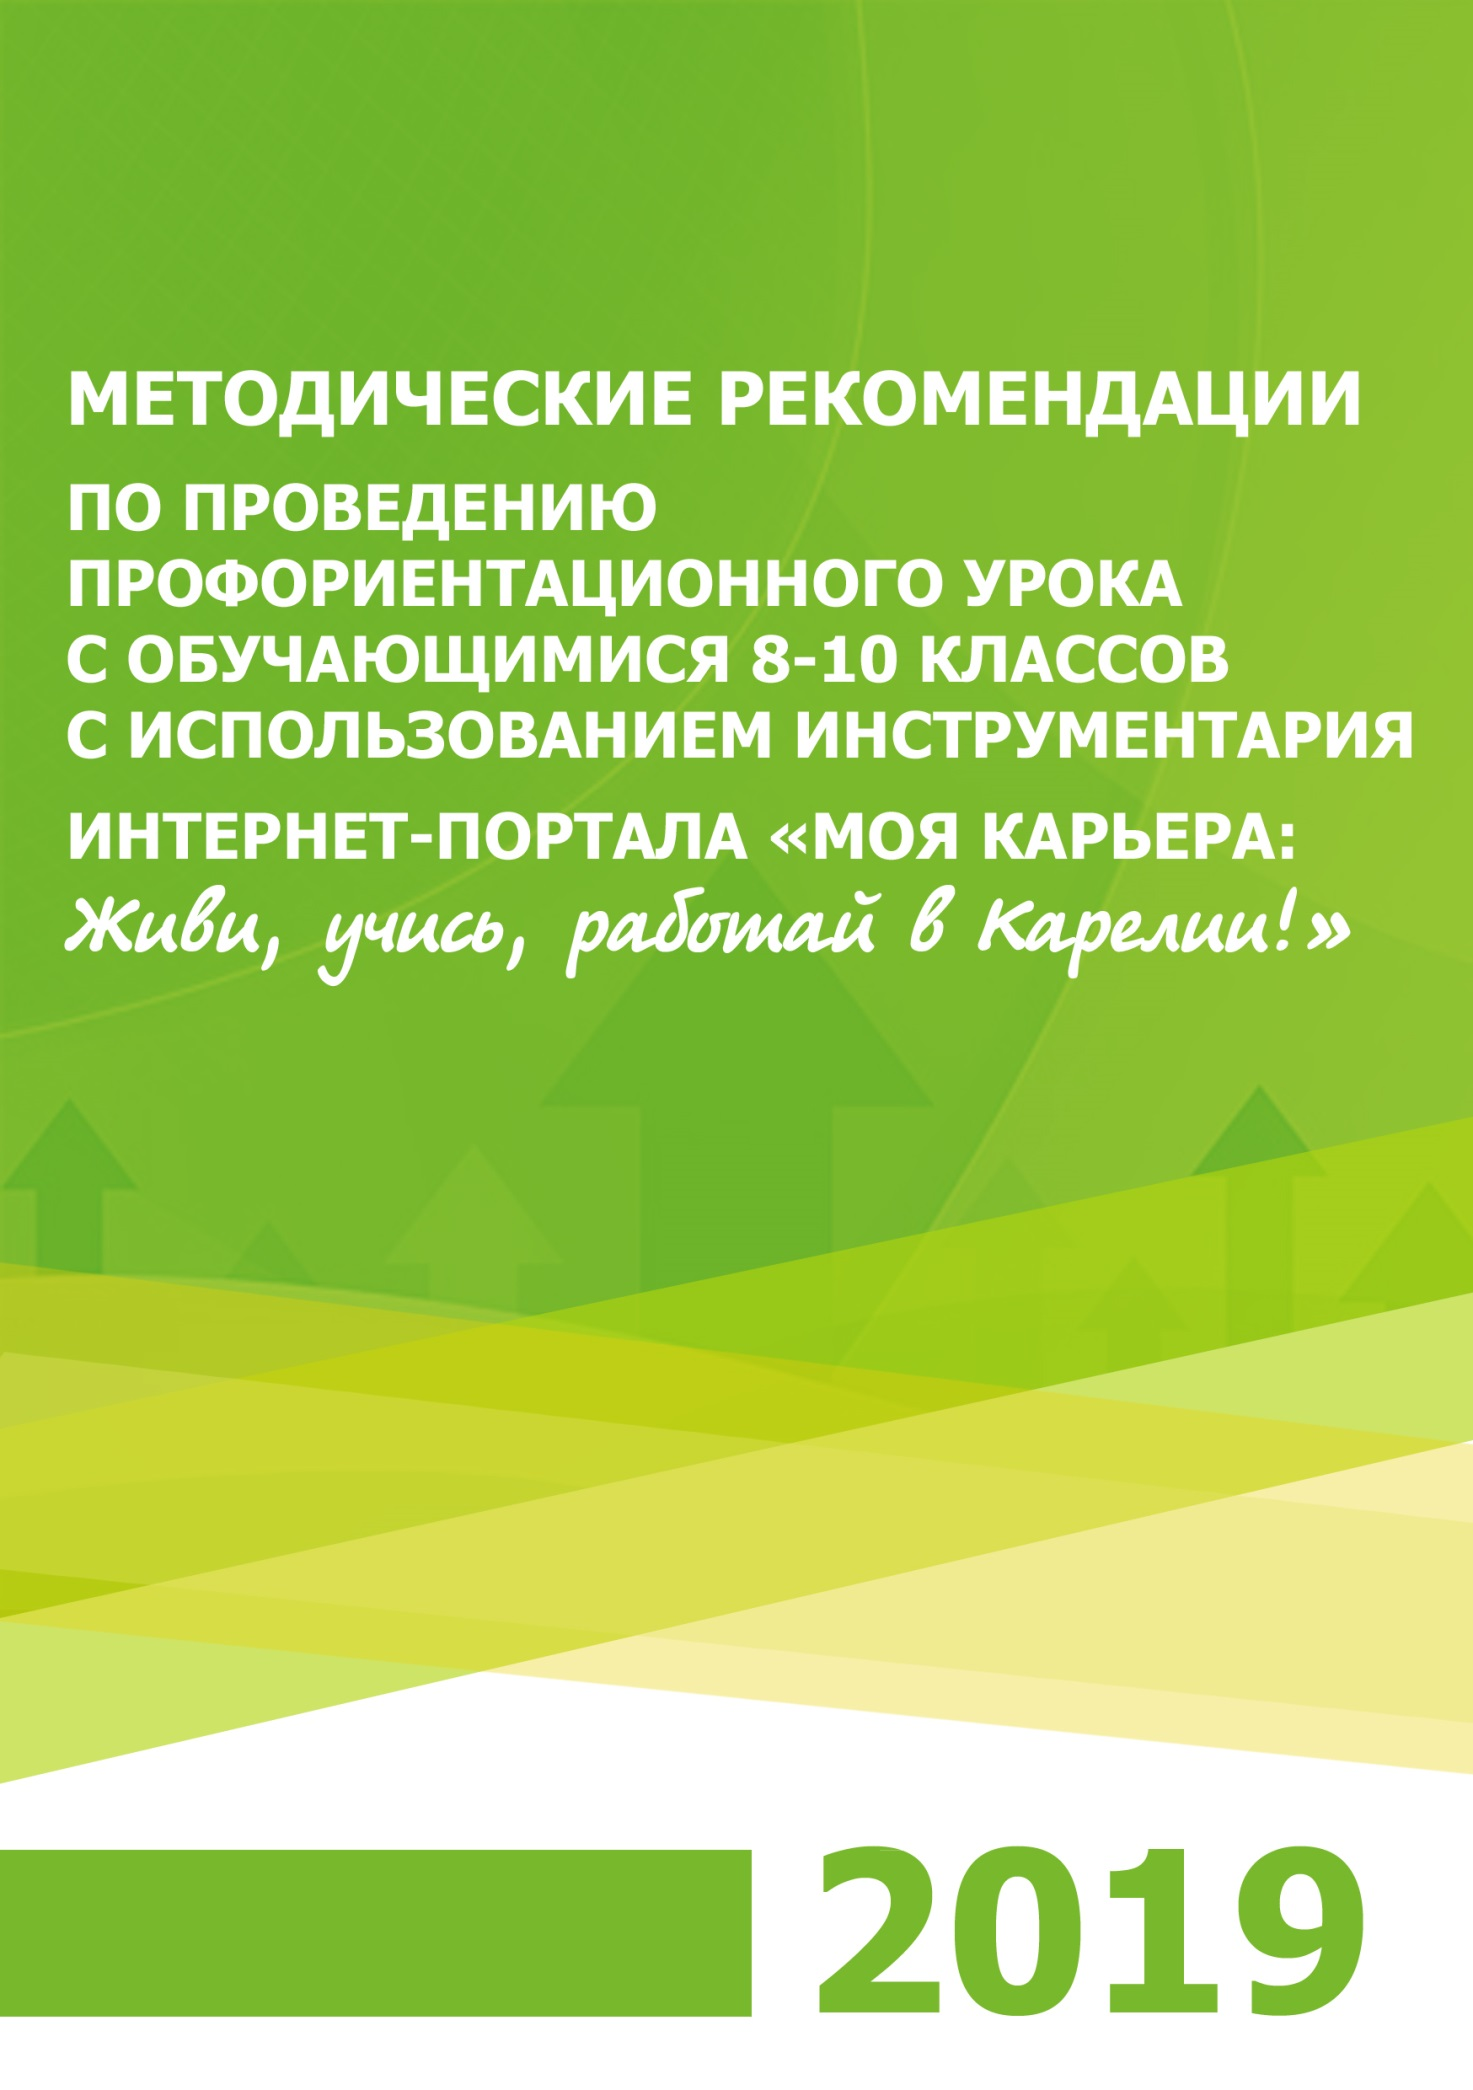 МЕТОДИЧЕСКИЕ РЕКОМЕНДАЦИИ
ПО ПРОВЕДЕНИЮ
ПРОФОРИЕНТАЦИОННОГО УРОКА
С ОБУЧАЮЩИМИСЯ 8-10 КЛАССОВ
С ИСПОЛЬЗОВАНИЕМ ИНСТРУМЕНТАРИЯ
ИНТЕРНЕТ-ПОРТАЛА «МОЯ КАРЬЕРА:
Живи, учись, работай в Карелии!»
2019